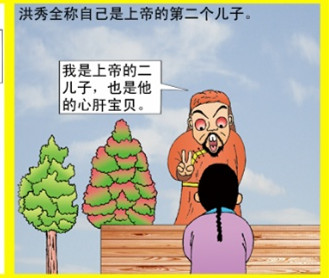 洪秀全称自己是上帝的第二个儿子。
我是上帝的二
儿子，也是他
的心肝宝贝。